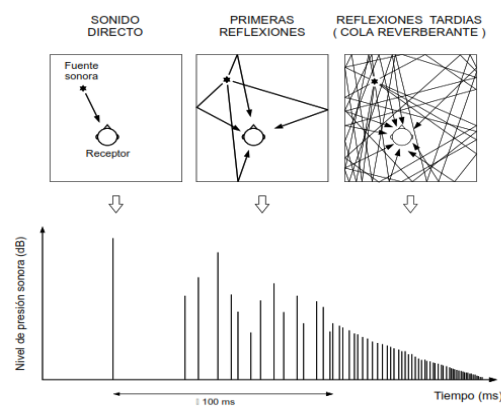 SONIDO
DIRECTO
PRIMERAS
REFLEXIONES
REFLEXIONES TARDIAS
( COLA REVERBERANTE )
Fuente
sonora
Receptor
Nivel de presión sonora (dB)
▯ 100 ms
Tiempo (ms)